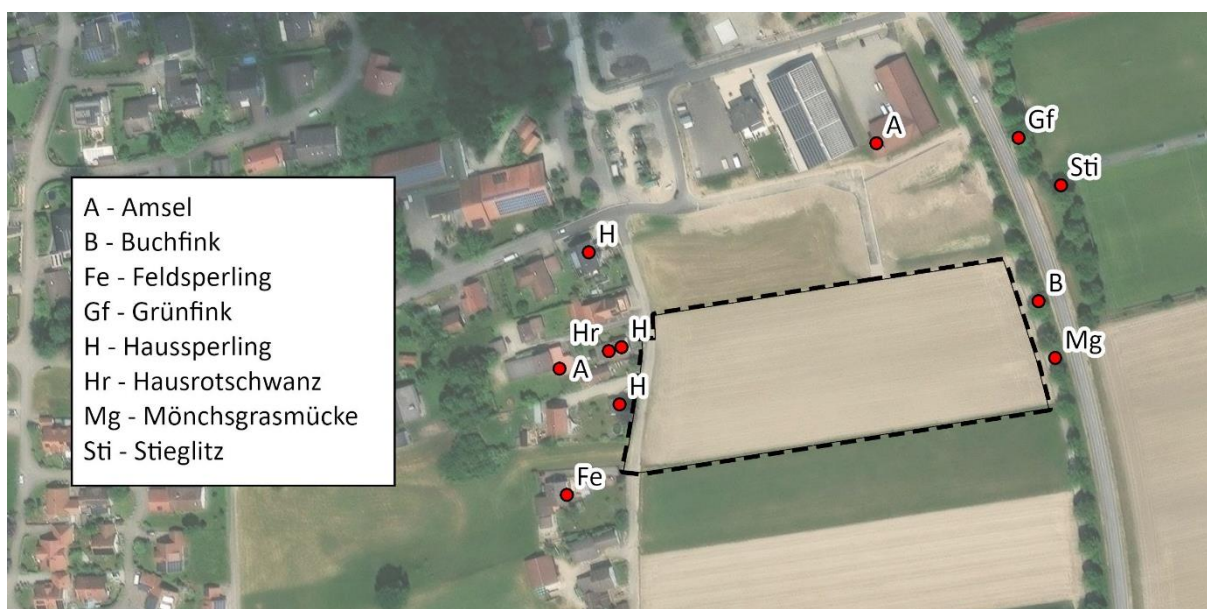 A - Amsel
B - Buchfink
Fe - Feldsperling
Gf - Grünfink
H - Haussperling
Hr - Hausrotschwanz
Mg - Mönchsgrasmücke
Sti - Stieglitz
A
Gf
Sti
H
B
Hr
H
A
Mg
H
Fe